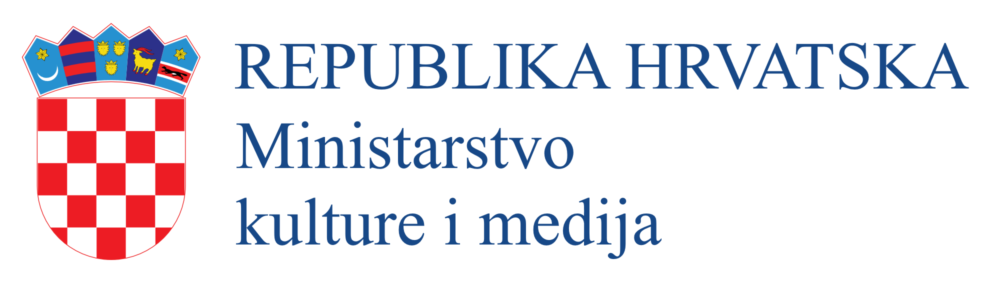 REPUBLIKA HRVATSKA
Ministarstvo
kulture i medija